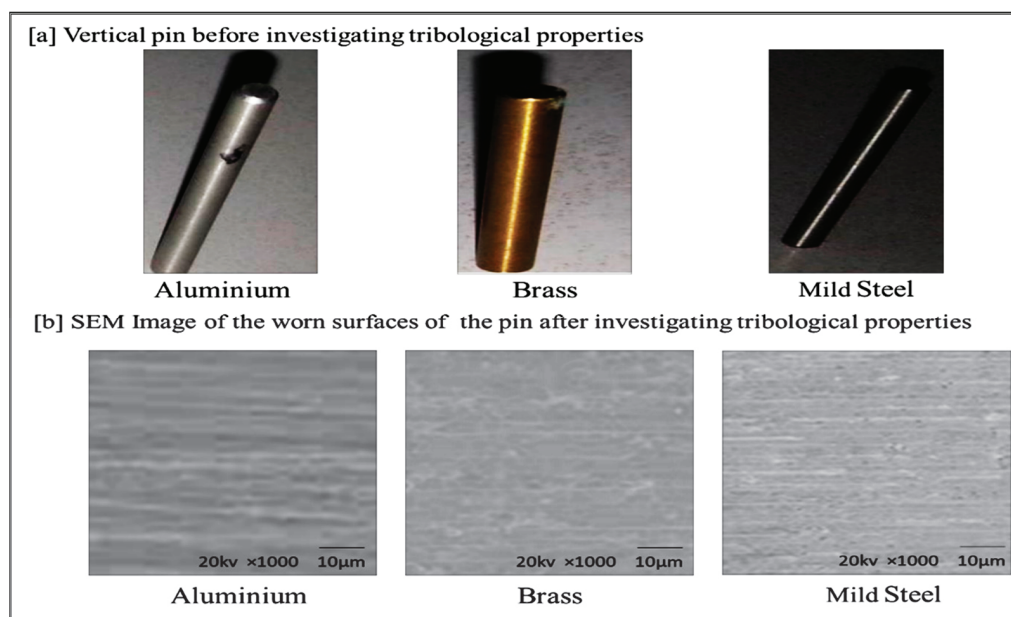 [a] Vertical pin before investigating tribological properties
Aluminium
Brass
Mild Steel
[b] SEM Image of the worn surfaces of the pin after investigating tribological properties
20kv ×1000 10µm
20kv ×1000 10µm
20kv ×1000 10µm
Aluminium
Brass
Mild Steel